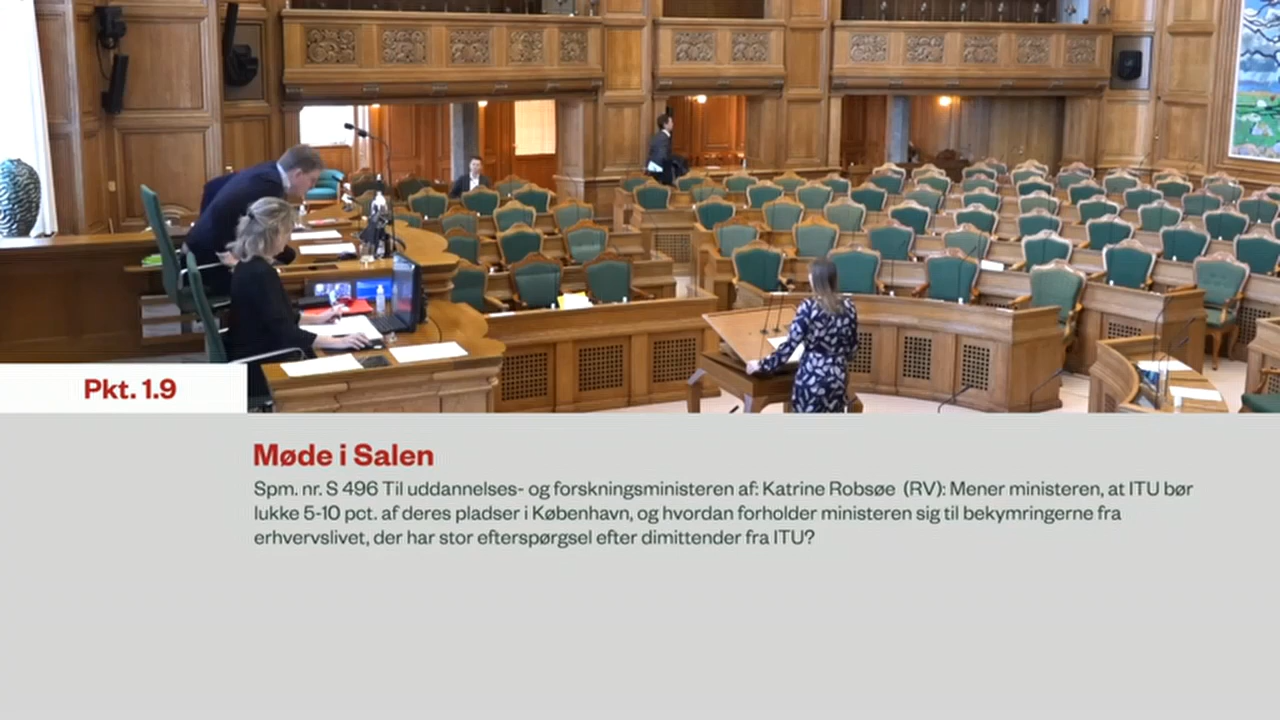 Pkt. 1.9
Møde i Salen
Spm. nr. S 496 Til uddannelses- og forskningsministeren af: Katrine Robsøe (RV): Mener ministeren, at ITU bør
lukke 5-10 pct. af deres pladser i København, og hvordan forholder ministeren sig til bekymringerne fra
erhvervslivet, der har stor efterspørgsel efter dimittender fra ITU?